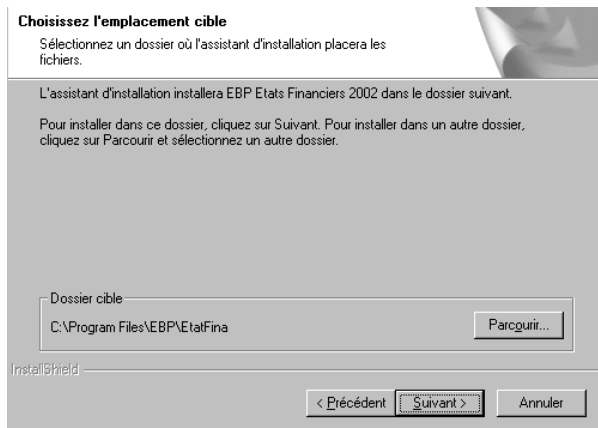 Choisissez l'emplacement cible
Sélectionnez un dossier où l'assistant d'installation placera les
fichiers.
L'assistant d'installation installera EBP Etats Financiers 2002 dans le dossier suivant.
Pour installer dans ce dossier, cliquez sur Suivant. Pour installer dans un autre dossier,
cliquez sur Parcourir et sélectionnez un autre dossier.
Dossier cible
C:\Program Files\EBP\EtatFina
Parcourir...
InstallShield
< Précédent
Suivant >
Annuler